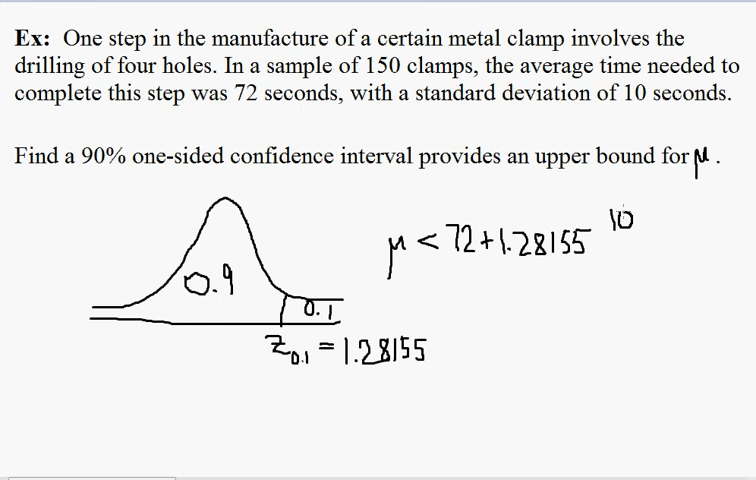 Ex: One step in the manufacture of a certain metal clamp involves the
drilling of four holes. In a sample of 150 clamps, the average time needed to
complete this step was 72 seconds, with a standard deviation of 10 seconds.
Find a 90% one-sided confidence interval provides an upper bound for μ .
μ < 72+1.28155 10
0.9
0.1
z0.1 = 1.28155